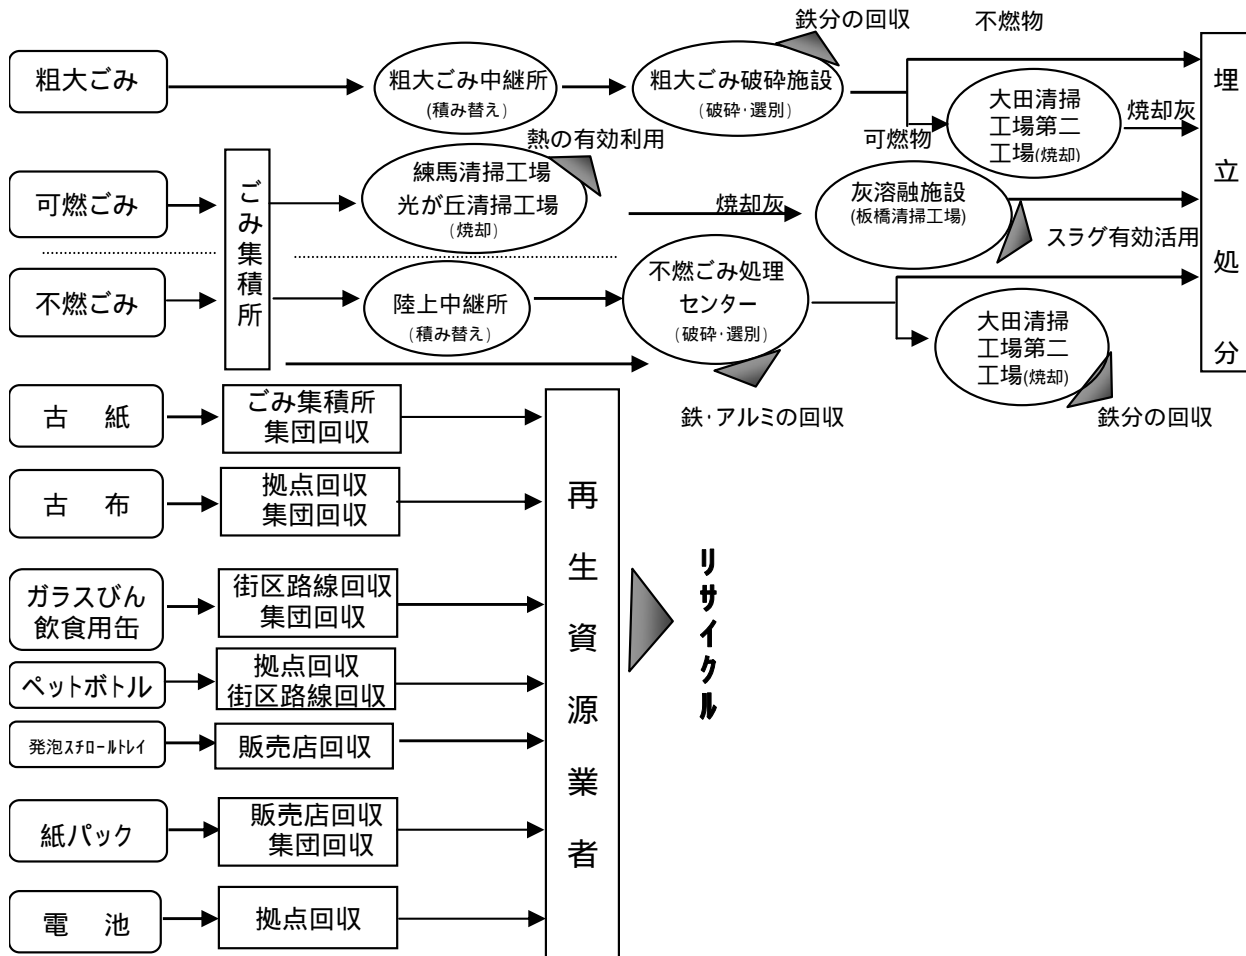 鉄分の回収
不燃物
粗大ごみ
粗大ごみ中継所
(積み替え)
粗大ごみ破砕施設
(破砕・選別)
大田清掃
工場第二
工場(焼却)
焼却灰
可燃物
熱の有効利用
可燃ごみ
ごみ集積所
練馬清掃工場
光が丘清掃工場
(焼却)
焼却灰
灰溶融施設
(板橋清掃工場)
スラグ有効活用
不燃ごみ
陸上中継所
(積み替え)
不燃ごみ処理
センター
(破砕・選別)
大田清掃
工場第二
工場(焼却)
鉄・アルミの回収
鉄分の回収
埋立処分
古 紙
ごみ集積所
集団回収
古 布
拠点回収
集団回収
ガラスびん
飲食用缶
街区路線回収
集団回収
ペットボトル
拠点回収
街区路線回収
発泡スチロールトレイ
販売店回収
紙パック
販売店回収
集団回収
電 池
拠点回収
再生資源業者
リサイクル